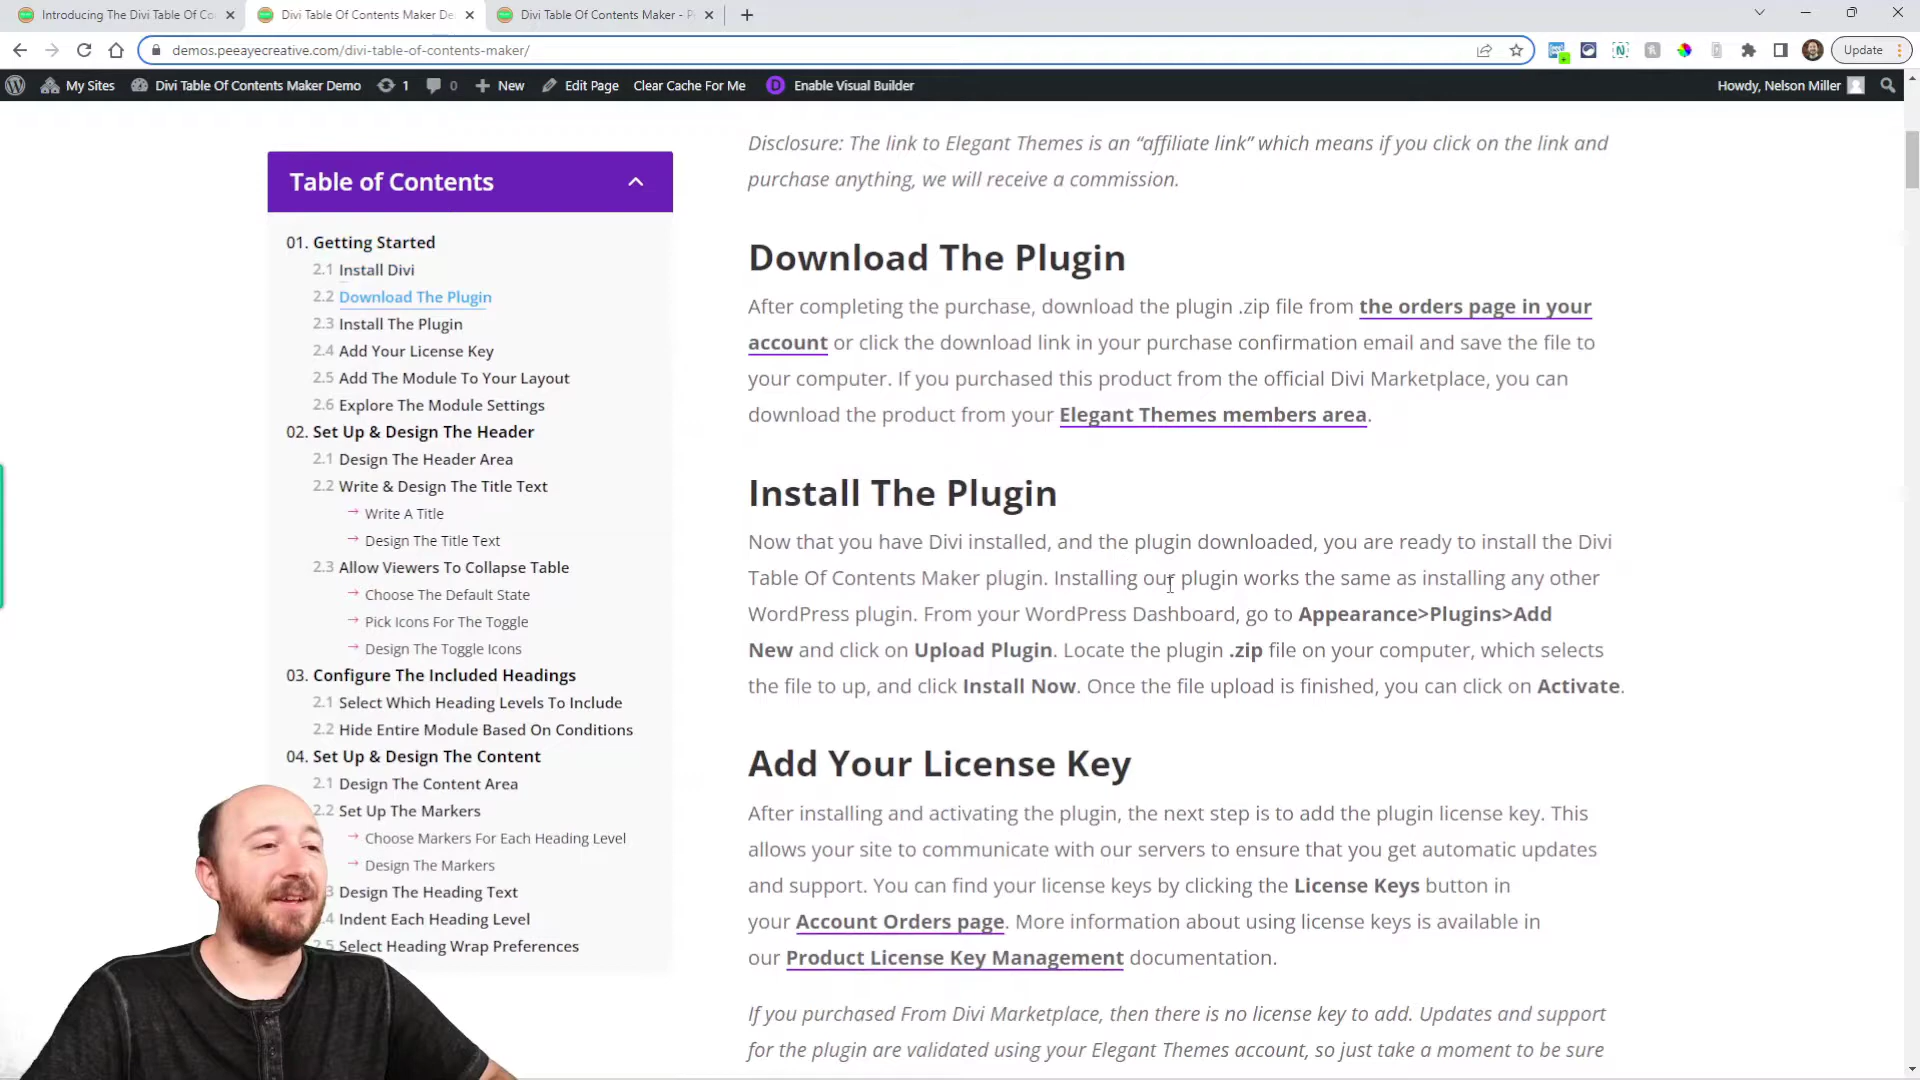 Introducing The Divi Table Of Co
Divi Table Of Contents Maker De
Divi Table Of Contents Maker - P
demos.peeayecreative.com/divi-table-of-contents-maker/
Update
My Sites
Divi Table Of Contents Maker Demo
1
0
New
Edit Page
Clear Cache For Me
D
Enable Visual Builder
Howdy, Nelson Miller
Table of Contents
01. Getting Started
2.1 Install Divi
2.2 Download The Plugin
2.3 Install The Plugin
2.4 Add Your License Key
2.5 Add The Module To Your Layout
2.6 Explore The Module Settings
02. Set Up & Design The Header
2.1 Design The Header Area
2.2 Write & Design The Title Text
→ Write A Title
→ Design The Title Text
2.3 Allow Viewers To Collapse Table
→ Choose The Default State
→ Pick Icons For The Toggle
→ Design The Toggle Icons
03. Configure The Included Headings
2.1 Select Which Heading Levels To Include
2.2 Hide Entire Module Based On Conditions
04. Set Up & Design The Content
2.1 Design The Content Area
2.2 Set Up The Markers
→ Choose Markers For Each Heading Level
→ Design The Markers
3 Design The Heading Text
.4 Indent Each Heading Level
2.5 Select Heading Wrap Preferences
Disclosure: The link to Elegant Themes is an “affiliate link” which means if you click on the link and
purchase anything, we will receive a commission.
Download The Plugin
After completing the purchase, download the plugin .zip file from the orders page in your
account or click the download link in your purchase confirmation email and save the file to
your computer. If you purchased this product from the official Divi Marketplace, you can
download the product from your Elegant Themes members area.
Install The Plugin
Now that you have Divi installed, and the plugin downloaded, you are ready to install the Divi
Table Of Contents Maker plugin. Installing our plugin works the same as installing any other
WordPress plugin. From your WordPress Dashboard, go to Appearance>Plugins>Add
New and click on Upload Plugin. Locate the plugin .zip file on your computer, which selects
the file to up, and click Install Now. Once the file upload is finished, you can click on Activate.
Add Your License Key
After installing and activating the plugin, the next step is to add the plugin license key. This
allows your site to communicate with our servers to ensure that you get automatic updates
and support. You can find your license keys by clicking the License Keys button in
your Account Orders page. More information about using license keys is available in
our Product License Key Management documentation.
If you purchased From Divi Marketplace, then there is no license key to add. Updates and support
for the plugin are validated using your Elegant Themes account, so just take a moment to be sure